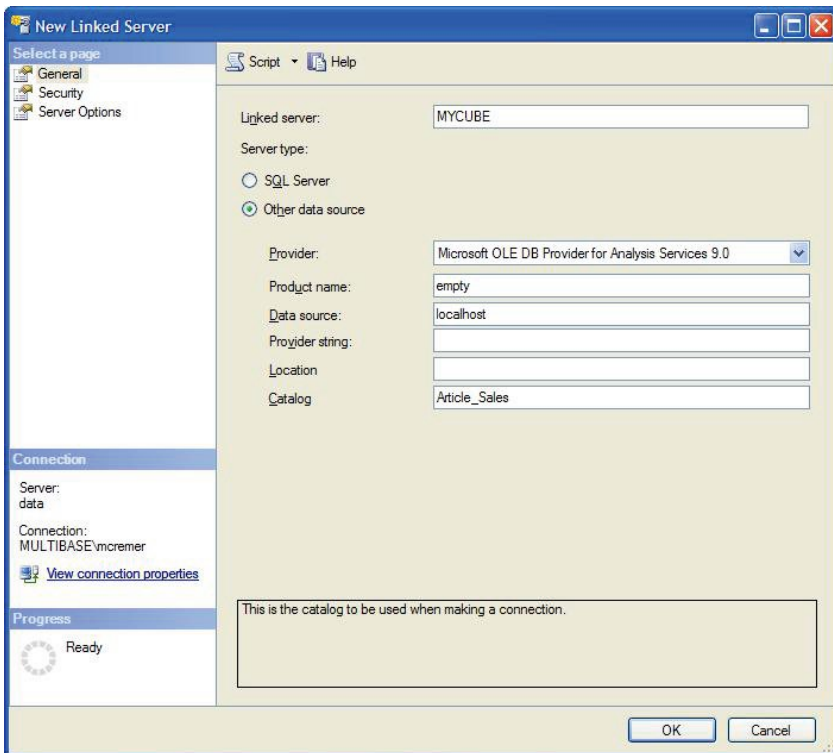 New Linked Server
Select a page
General
Security
Server Options
Script Help
Linked server: MYCUBE
Server type:
SQL Server
Other data source
Provider: Microsoft OLE DB Provider for Analysis Services 9.0
Product name: empty
Data source: localhost
Provider string:
Location
Catalog Article_Sales
Connection
Server:
data
Connection:
MULTIBASE\mcremer
View connection properties
Progress
Ready
This is the catalog to be used when making a connection.
OK Cancel